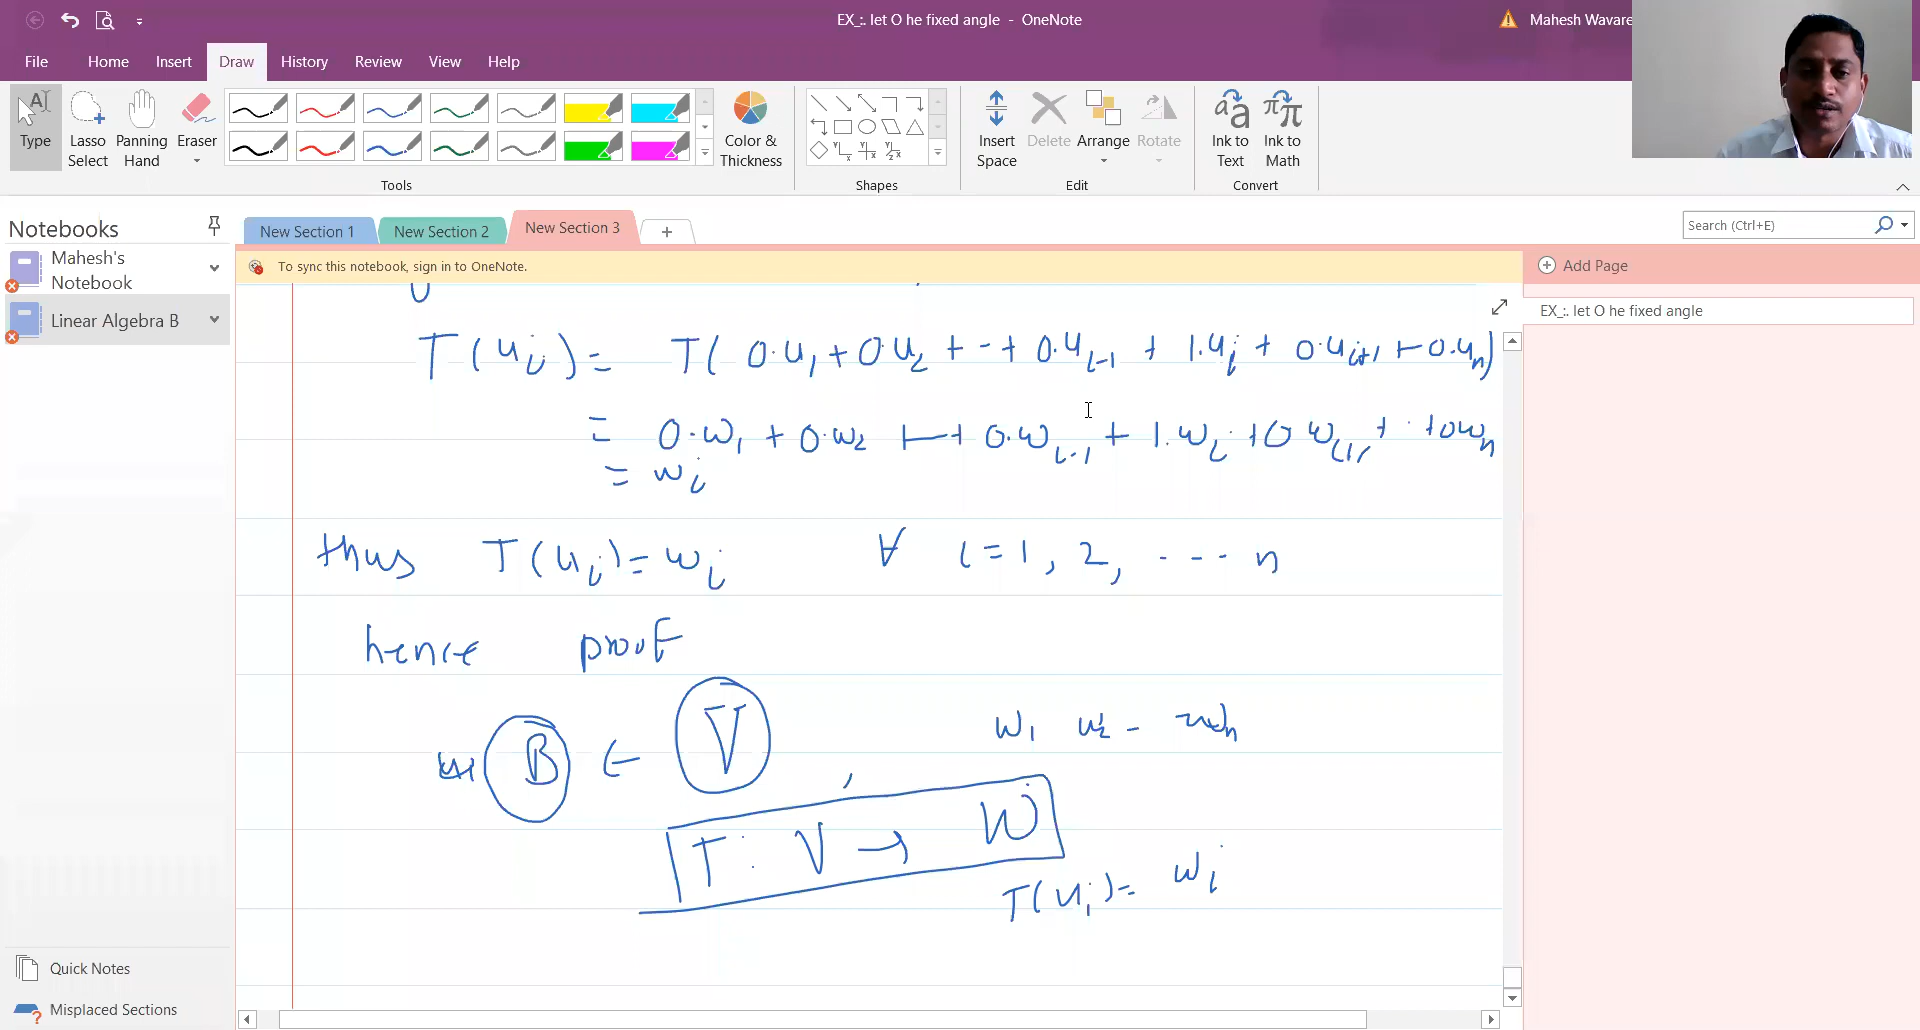 EX_:. let O he fixed angle - OneNote
Mahesh Wavare
File Home Insert Draw History Review View Help
Type
Lasso Select
Panning Hand
Eraser
Color & Thickness
Insert Space
Delete
Arrange
Rotate
Ink to Text
Ink to Math
Tools
Shapes
Edit
Convert
Notebooks
Mahesh's Notebook
Linear Algebra B
New Section 1
New Section 2
New Section 3
Search (Ctrl+E)
To sync this notebook, sign in to OneNote.
Add Page
EX_:. let O he fixed angle
T(u_i) = T(0·u_1 + 0·u_2 + - + 0·u_{i-1} + 1·u_i + 0·u_{i+1} +- 0·u_n)
= 0·w_1 + 0·w_2 +-+ 0·w_{i-1} + 1·w_i + 0 w_{i+1} + · +0w_n
= w_i
thus T(u_i) = w_i ∀ i = 1, 2, ---- n
hence proof
B ← V
w_1 w_2 - w_n
T : V → W
T(u_i) = w_i
Quick Notes
Misplaced Sections